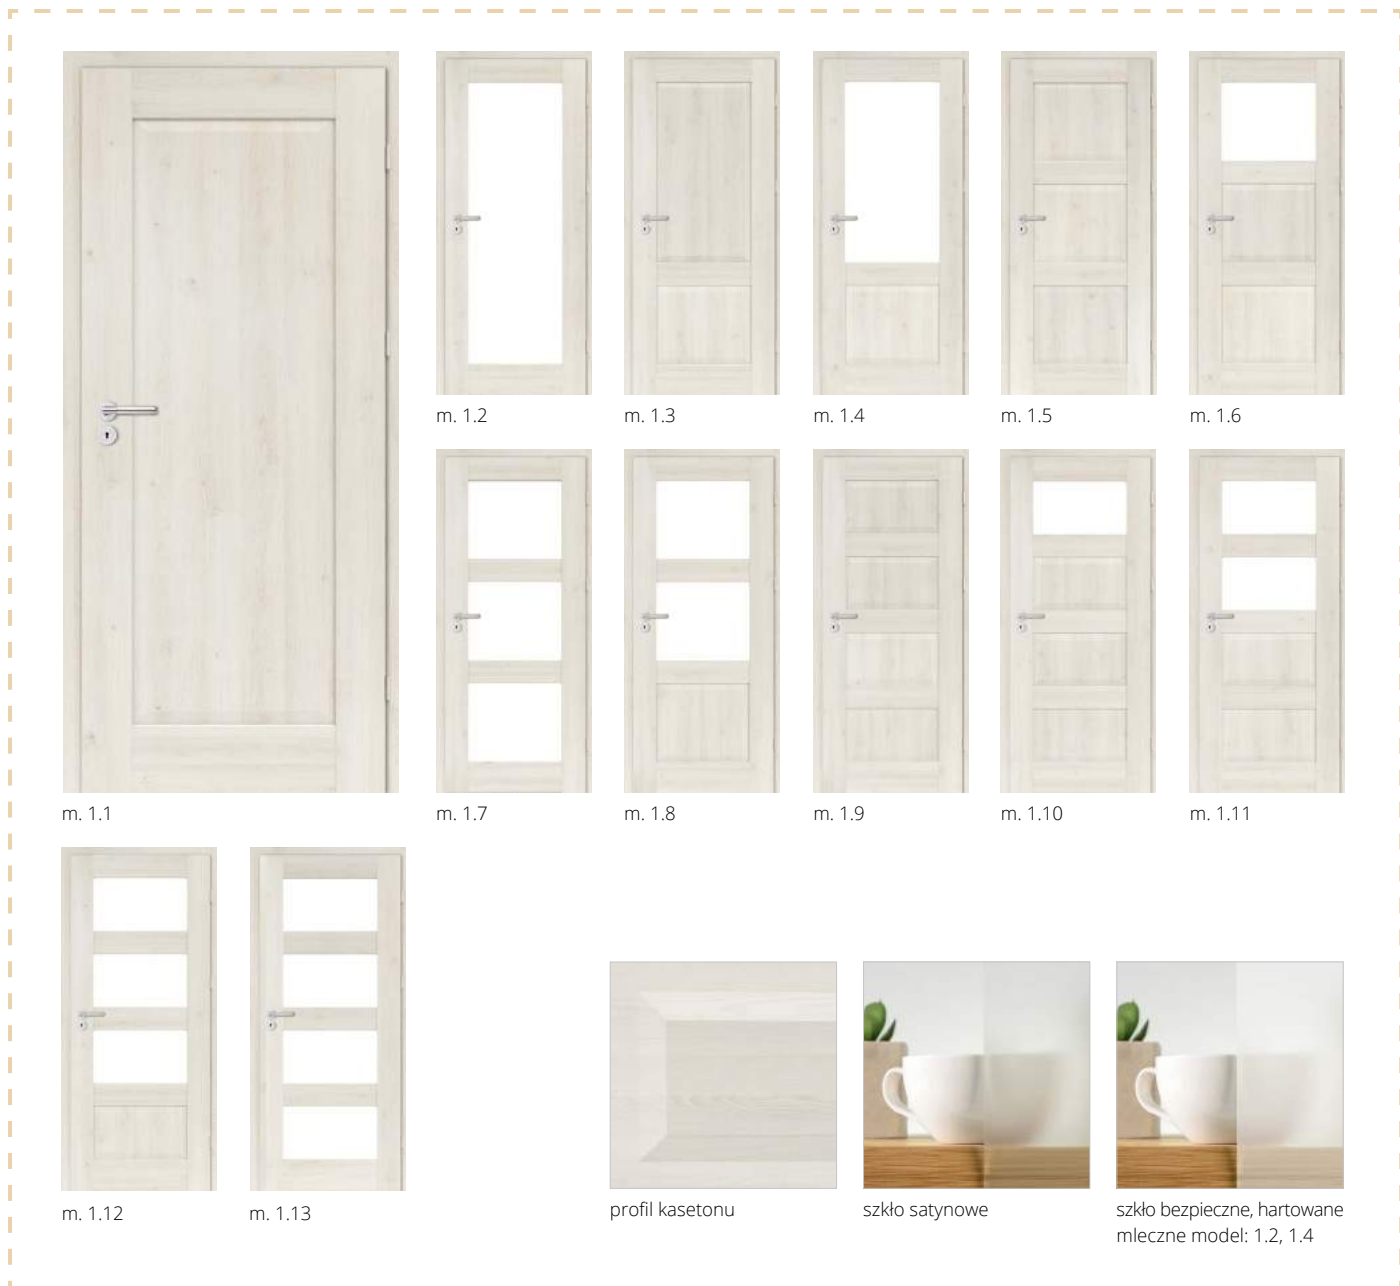 m. 1.2
m. 1.3
m. 1.4
m. 1.5
m. 1.6
m. 1.1
m. 1.7
m. 1.8
m. 1.9
m. 1.10
m. 1.11
m. 1.12
m. 1.13
profil kasetonu
szkło satynowe
szkło bezpieczne, hartowane
mleczne model: 1.2, 1.4